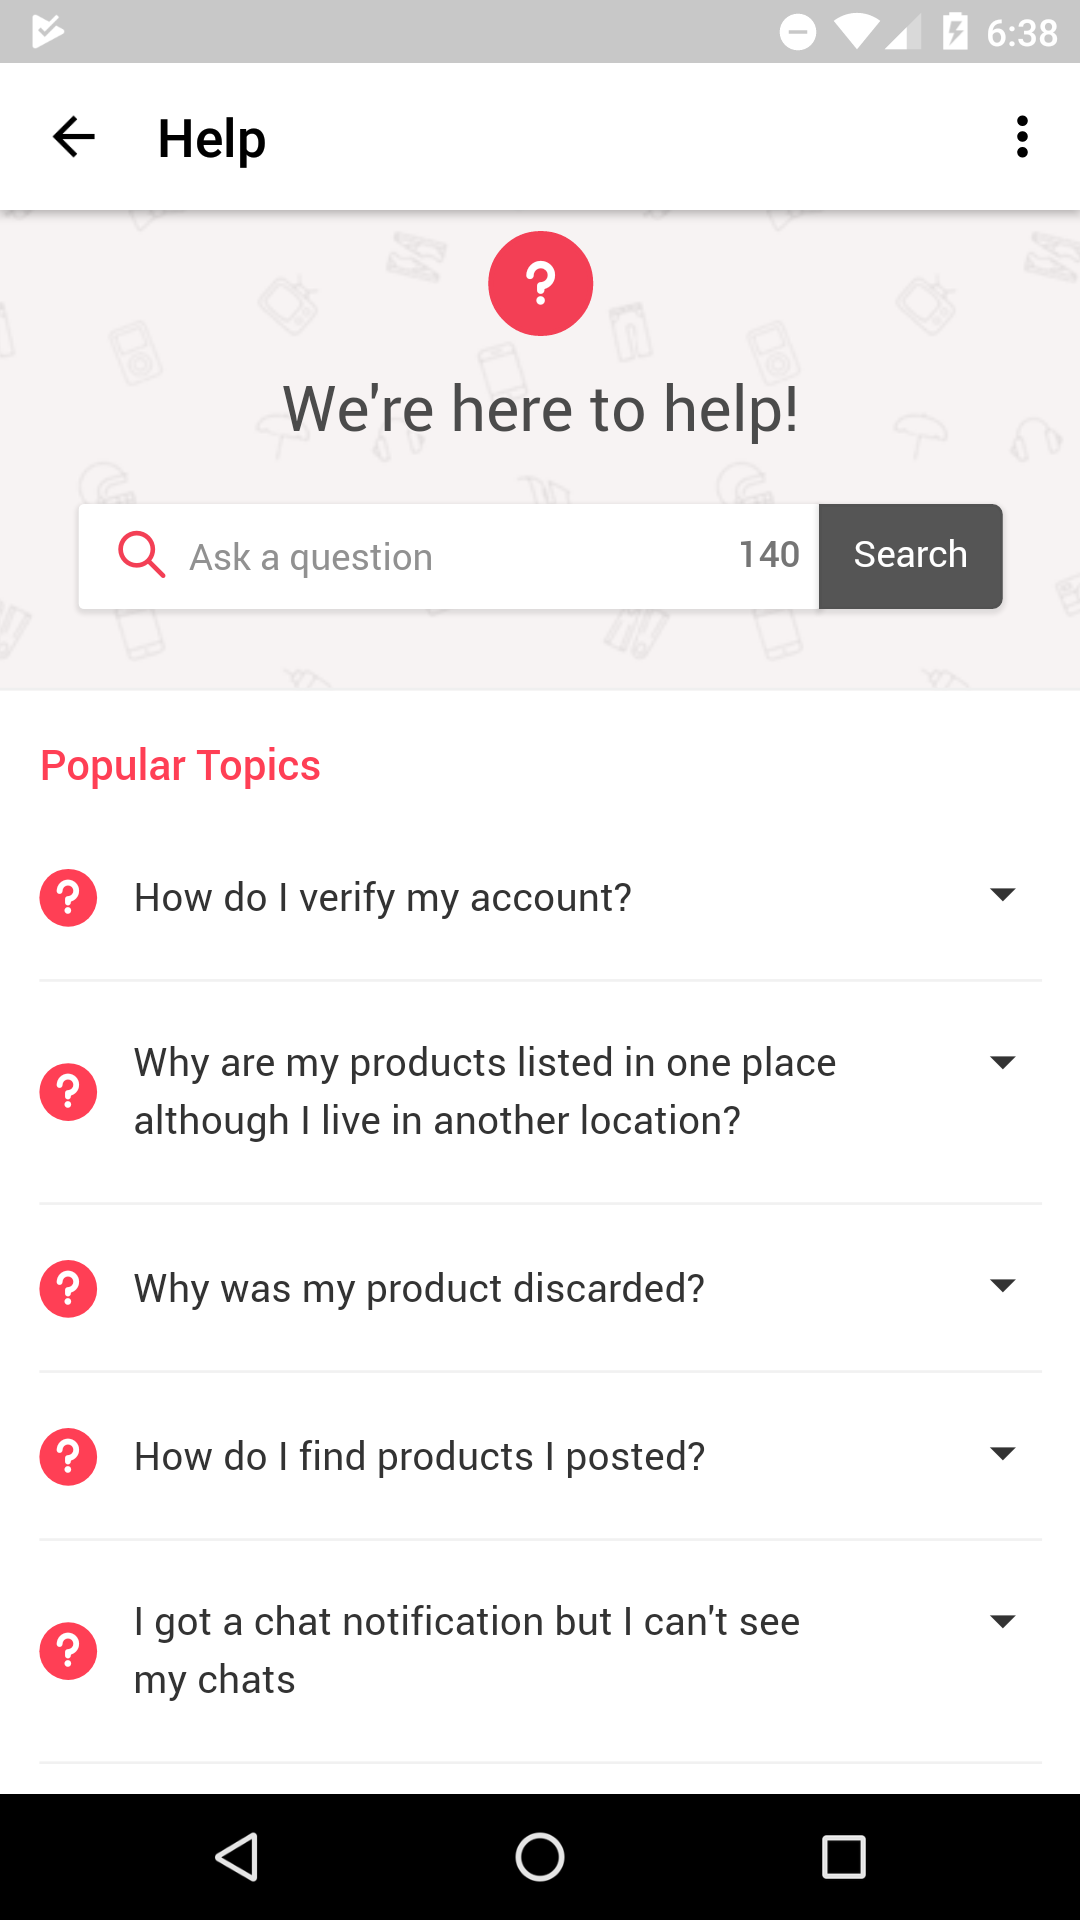 6:38
Help
We're here to help!
Ask a question 140 Search
Popular Topics
How do I verify my account?
Why are my products listed in one place
although I live in another location?
Why was my product discarded?
How do I find products I posted?
I got a chat notification but I can't see
my chats